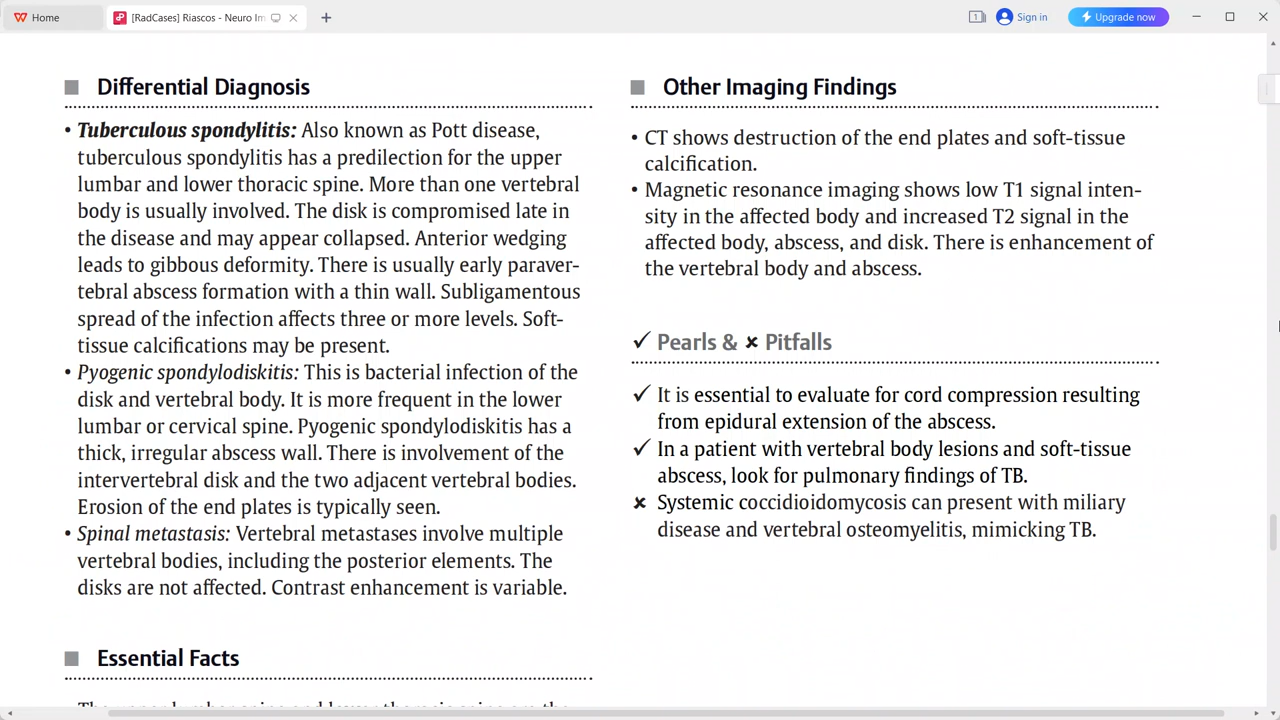 Home
[RadCases] Riascos - Neuro Im
1
Sign in
Upgrade now
Differential Diagnosis
• Tuberculous spondylitis: Also known as Pott disease,
tuberculous spondylitis has a predilection for the upper
lumbar and lower thoracic spine. More than one vertebral
body is usually involved. The disk is compromised late in
the disease and may appear collapsed. Anterior wedging
leads to gibbous deformity. There is usually early paraver-
tebral abscess formation with a thin wall. Subligamentous
spread of the infection affects three or more levels. Soft-
tissue calcifications may be present.
• Pyogenic spondylodiskitis: This is bacterial infection of the
disk and vertebral body. It is more frequent in the lower
lumbar or cervical spine. Pyogenic spondylodiskitis has a
thick, irregular abscess wall. There is involvement of the
intervertebral disk and the two adjacent vertebral bodies.
Erosion of the end plates is typically seen.
• Spinal metastasis: Vertebral metastases involve multiple
vertebral bodies, including the posterior elements. The
disks are not affected. Contrast enhancement is variable.
Essential Facts
The upper lumbar spine and lower thoracic spine are the
Other Imaging Findings
• CT shows destruction of the end plates and soft-tissue
calcification.
• Magnetic resonance imaging shows low T1 signal inten-
sity in the affected body and increased T2 signal in the
affected body, abscess, and disk. There is enhancement of
the vertebral body and abscess.
✓ Pearls & ✘ Pitfalls
✓ It is essential to evaluate for cord compression resulting
from epidural extension of the abscess.
✓ In a patient with vertebral body lesions and soft-tissue
abscess, look for pulmonary findings of TB.
✘ Systemic coccidioidomycosis can present with miliary
disease and vertebral osteomyelitis, mimicking TB.